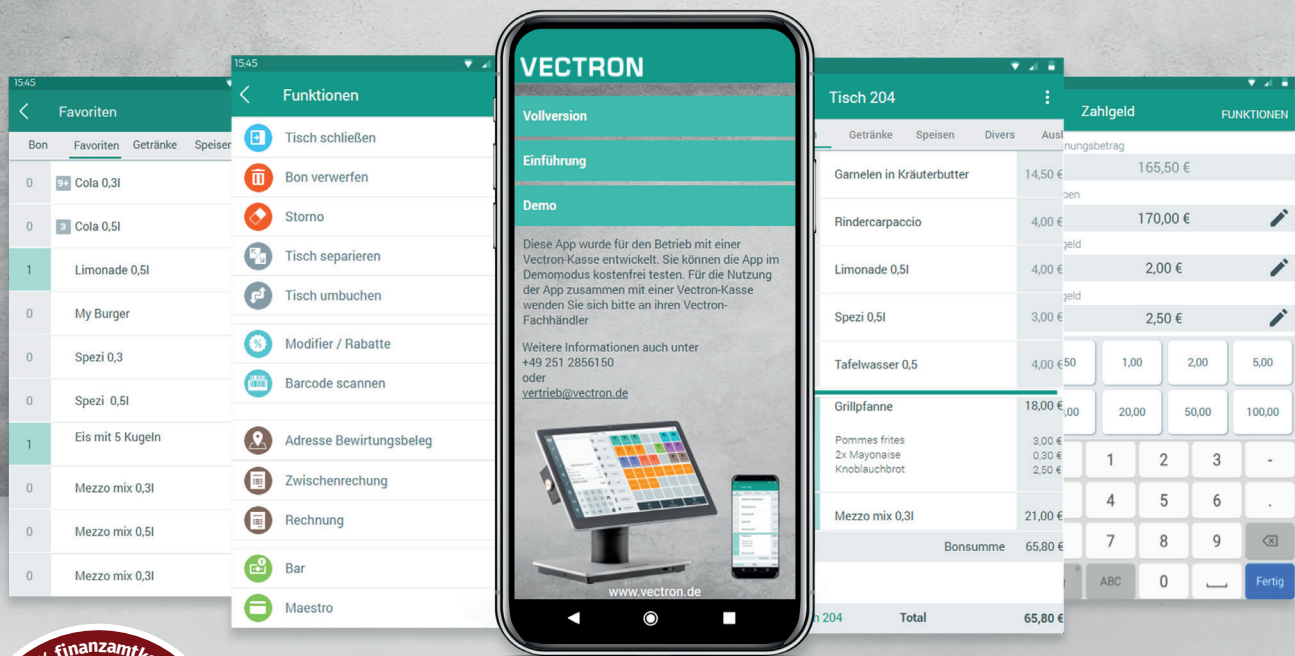 15:45
Favoriten
Bon Favoriten Getränke Speisen
0 9+ Cola 0,3l
0 3 Cola 0,5l
1 Limonade 0,5l
0 My Burger
0 Spezi 0,3
0 Spezi 0,5l
1 Eis mit 5 Kugeln
0 Mezzo mix 0,3l
0 Mezzo mix 0,5l
0 Mezzo mix 0,3l
15:45
Funktionen
Tisch schließen
Bon verwerfen
Storno
Tisch separieren
Tisch umbuchen
Modifier / Rabatte
Barcode scannen
Adresse Bewirtungsbeleg
Zwischenrechung
Rechnung
Bar
Maestro
VECTRON
Vollversion
Einführung
Demo
Diese App wurde für den Betrieb mit einer
Vectron-Kasse entwickelt. Sie können die App im
Demomodus kostenfrei testen. Für die Nutzung
der App zusammen mit einer Vectron-Kasse
wenden Sie sich bitte an ihren Vectron-
Fachhändler
Weitere Informationen auch unter
+49 251 2856150
oder
vertrieb@vectron.de
www.vectron.de
Tisch 204
Getränke Speisen Divers Ausl
Garnelen in Kräuterbutter 14,50 €
Rindercarpaccio 4,00 €
Limonade 0,5l 4,00 €
Spezi 0,5l 3,00 €
Tafelwasser 0,5 4,00 €
Grillpfanne 18,00 €
Pommes frites 3,00 €
2x Mayonaise 0,30 €
Knoblauchbrot 2,50 €
Mezzo mix 0,3l 21,00 €
Bonsumme 65,80 €
204 Total 65,80 €
Zahlgeld FUNKTIONEN
nungsbetrag
165,50 €
ben
170,00 €
geld
2,00 €
geld
2,50 €
50 1,00 2,00 5,00
,00 20,00 50,00 100,00
1 2 3 -
4 5 6 .
7 8 9
ABC 0 Fertig
finanzamtk